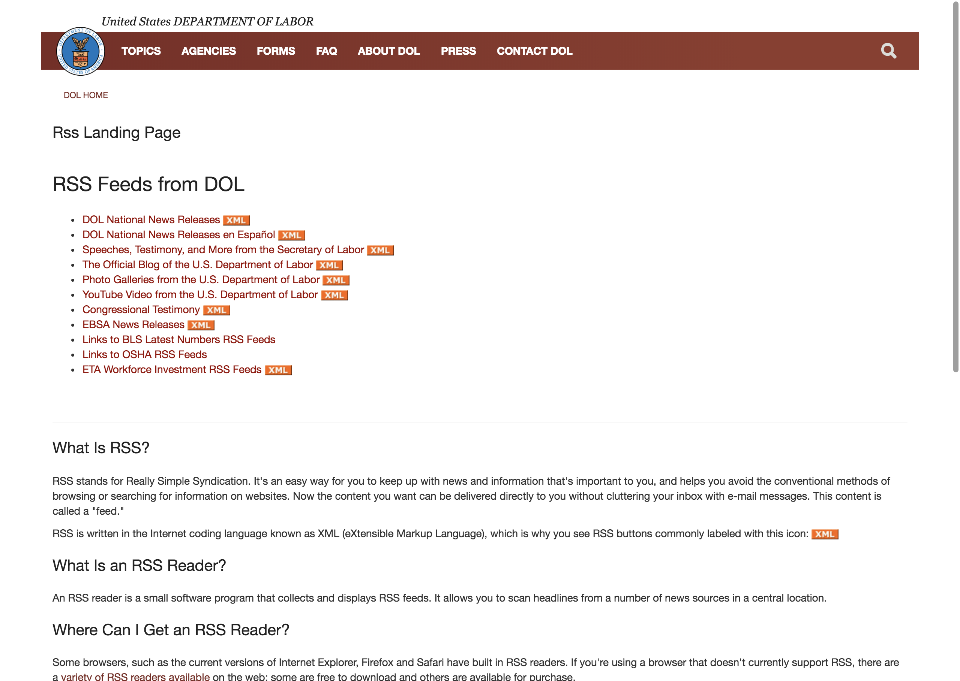 United States DEPARTMENT OF LABOR
TOPICS AGENCIES FORMS FAQ ABOUT DOL PRESS CONTACT DOL
DOL HOME
Rss Landing Page
RSS Feeds from DOL
DOL National News Releases XML
DOL National News Releases en Español XML
Speeches, Testimony, and More from the Secretary of Labor XML
The Official Blog of the U.S. Department of Labor XML
Photo Galleries from the U.S. Department of Labor XML
YouTube Video from the U.S. Department of Labor XML
Congressional Testimony XML
EBSA News Releases XML
Links to BLS Latest Numbers RSS Feeds
Links to OSHA RSS Feeds
ETA Workforce Investment RSS Feeds XML
What Is RSS?
RSS stands for Really Simple Syndication. It's an easy way for you to keep up with news and information that's important to you, and helps you avoid the conventional methods of
browsing or searching for information on websites. Now the content you want can be delivered directly to you without cluttering your inbox with e-mail messages. This content is
called a "feed."
RSS is written in the Internet coding language known as XML (eXtensible Markup Language), which is why you see RSS buttons commonly labeled with this icon: XML
What Is an RSS Reader?
An RSS reader is a small software program that collects and displays RSS feeds. It allows you to scan headlines from a number of news sources in a central location.
Where Can I Get an RSS Reader?
Some browsers, such as the current versions of Internet Explorer, Firefox and Safari have built in RSS readers. If you're using a browser that doesn't currently support RSS, there are
a variety of RSS readers available on the web; some are free to download and others are available for purchase.